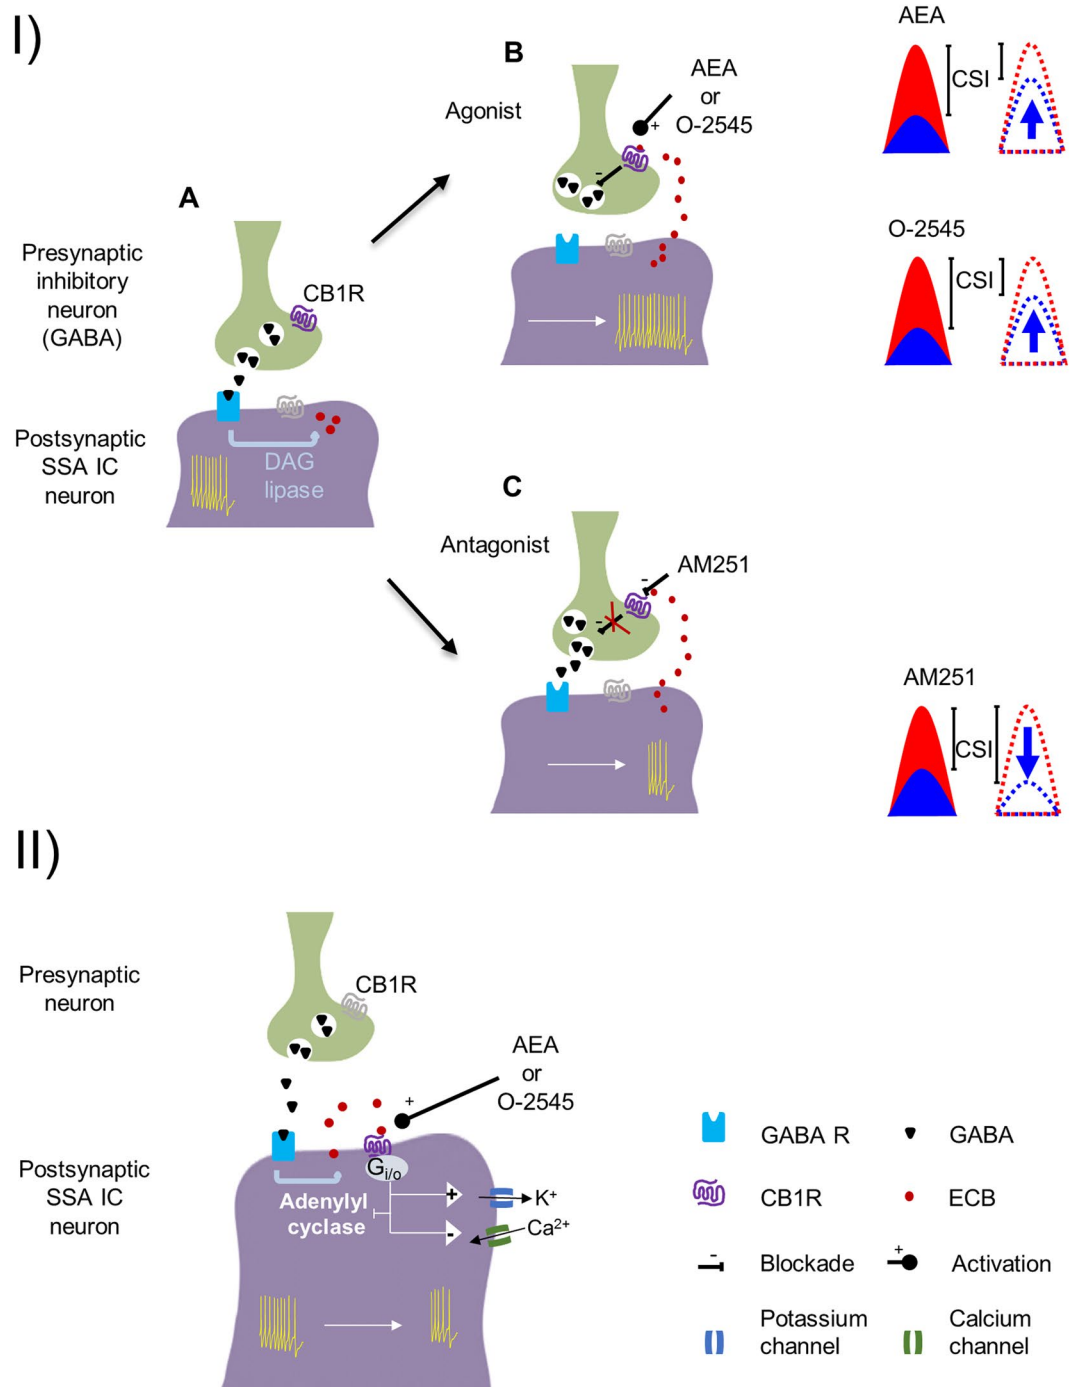 I)
A
Presynaptic
inhibitory
neuron
(GABA)
CB1R
Postsynaptic
SSA IC
neuron
DAG
lipase
B
Agonist
AEA
or
O-2545
+
-
AEA
CSI
O-2545
CSI
C
Antagonist
AM251
-
-
AM251
CSI
II)
Presynaptic
neuron
CB1R
AEA
or
O-2545
+
Postsynaptic
SSA IC
neuron
Gi/o
Adenylyl
cyclase
+
-
K+
Ca2+
GABA R
GABA
CB1R
ECB
-
Blockade
+
Activation
Potassium
channel
Calcium
channel